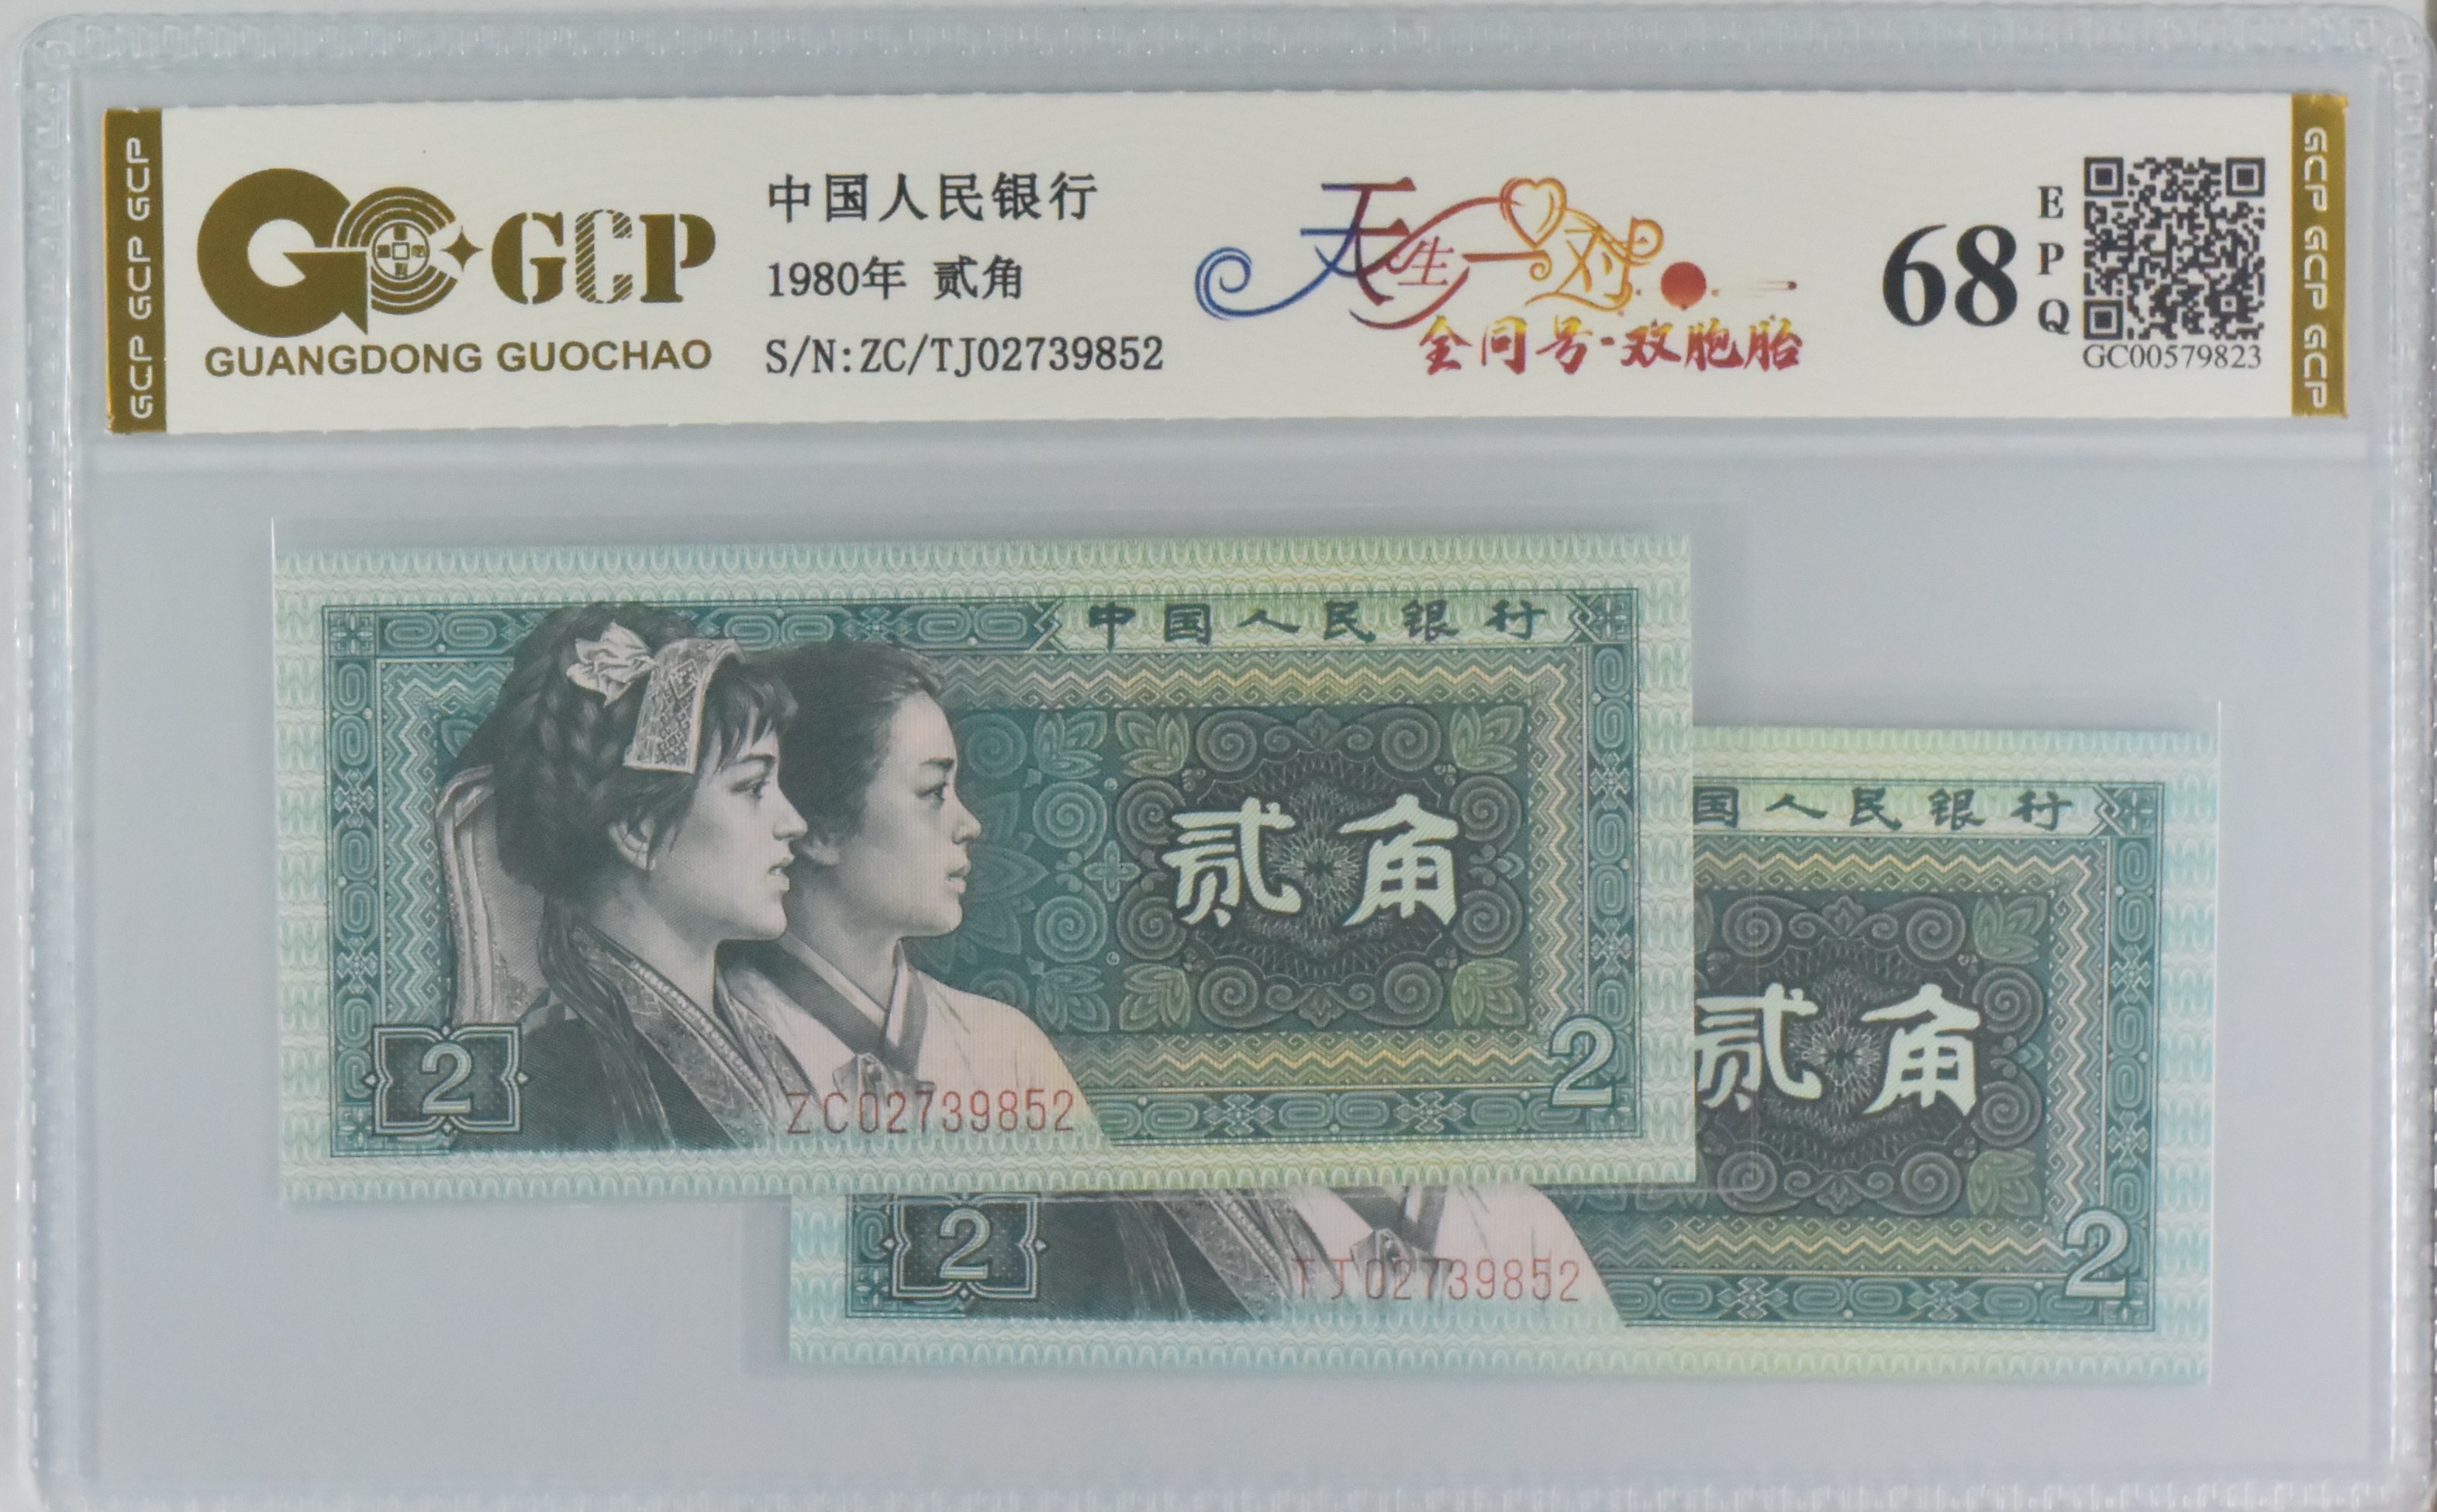 GCP GCP GCP
GCP
GUANGDONG GUOCHAO
中国人民银行
1980年 贰角
S/N:ZC/TJ02739852
天生一对
全同号·双胞胎
68
EPQ
GC00579823
GCP GCP GCP
中国人民银行
贰角
2
2
ZC02739852
国人民银行
贰角
2
2
TJ02739852